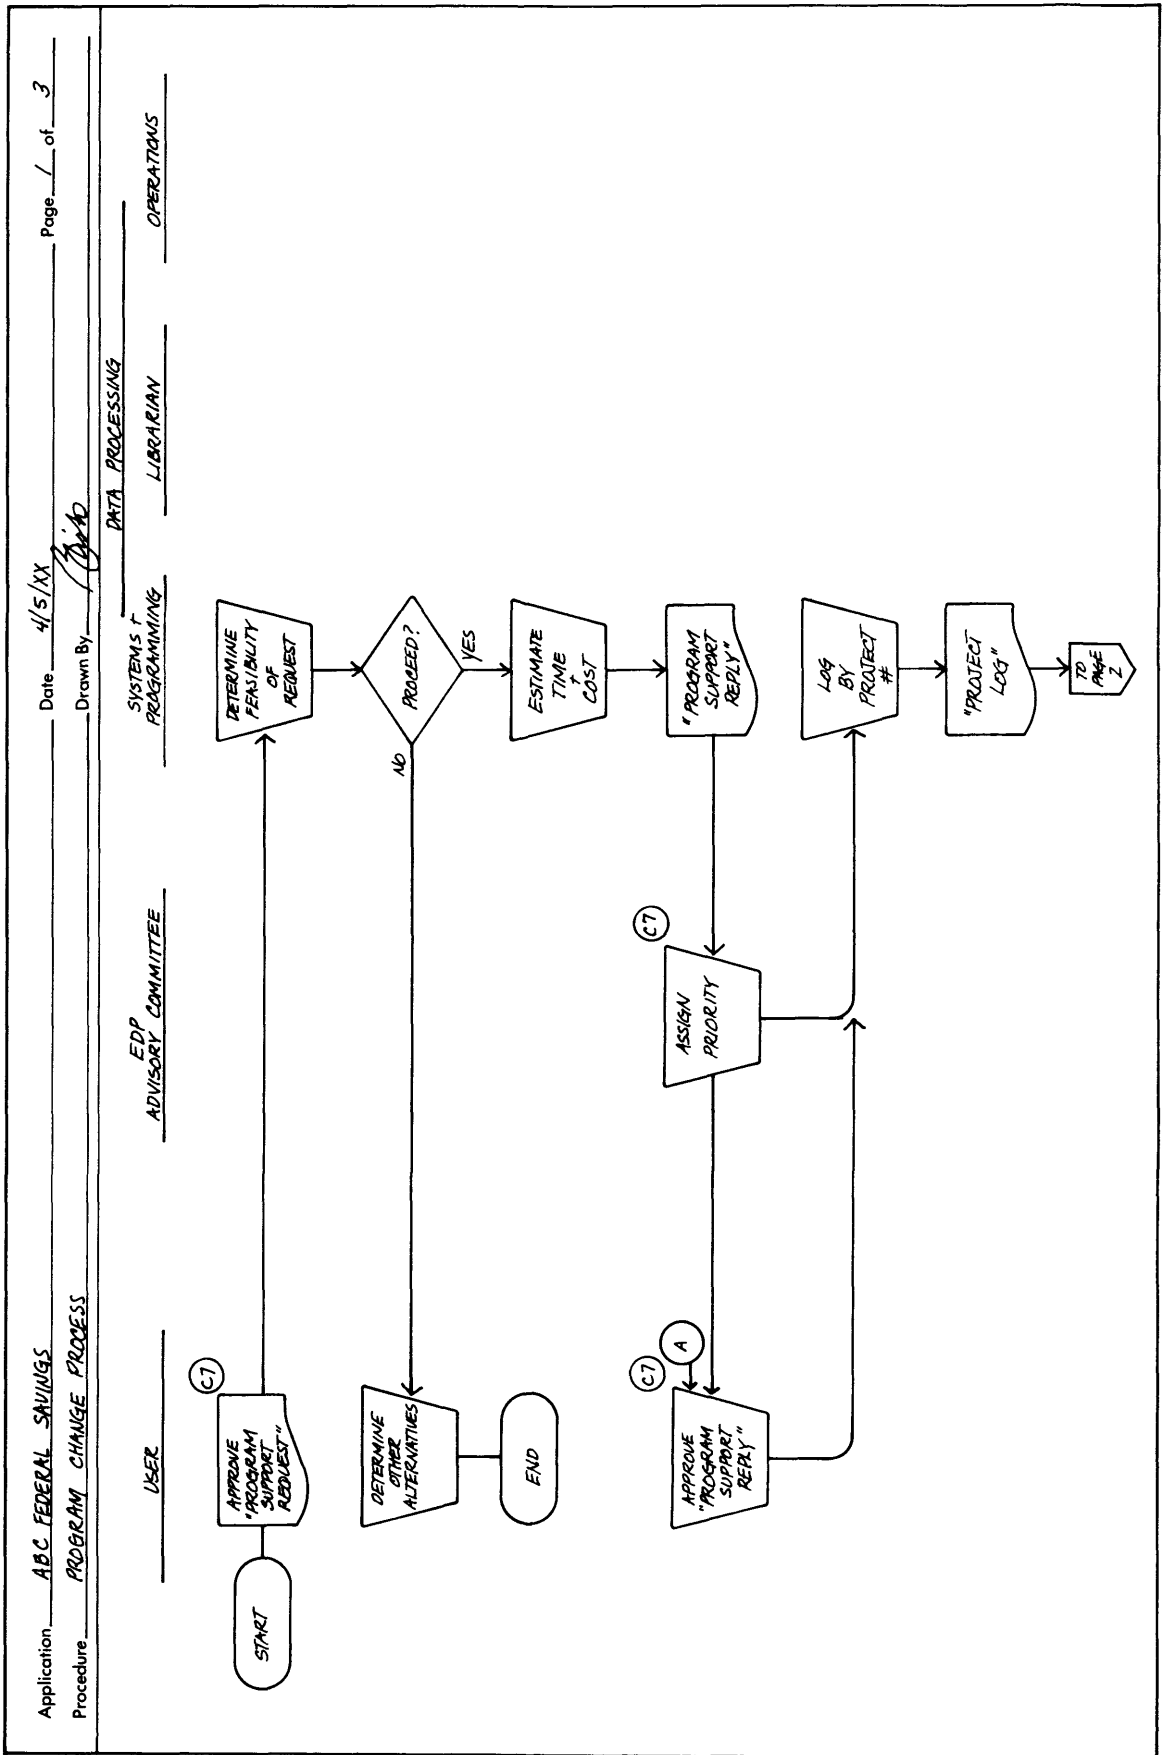 Application ABC FEDERAL SAVINGS Date 4/5/XX Page 1 of 3
Procedure PROGRAM CHANGE PROCESS Drawn By
DATA PROCESSING
USER
EDP
ADVISORY COMMITTEE
SYSTEMS +
PROGRAMMING
LIBRARIAN
OPERATIONS
START
APPROVE
"PROGRAM
SUPPORT
REQUEST"
C7
DETERMINE
FEASIBILITY
OF
REQUEST
PROCEED?
NO
YES
DETERMINE
OTHER
ALTERNATIVES
END
ESTIMATE
TIME
+
COST
"PROGRAM
SUPPORT
REPLY"
C7
ASSIGN
PRIORITY
C7
A
APPROVE
"PROGRAM
SUPPORT
REPLY"
LOG
BY
PROJECT
#
"PROJECT
LOG"
TO
PAGE
2